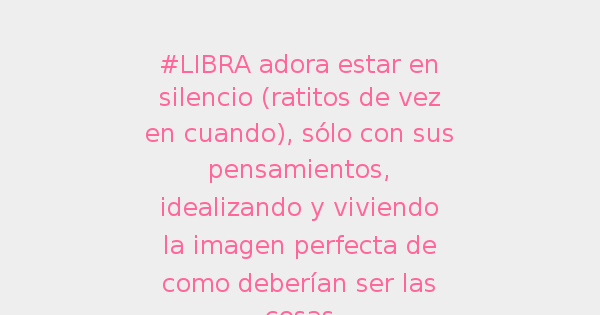 #LIBRA adora estar en
silencio (ratitos de vez
en cuando), sólo con sus
pensamientos,
idealizando y viviendo
la imagen perfecta de
como deberían ser las
cosas